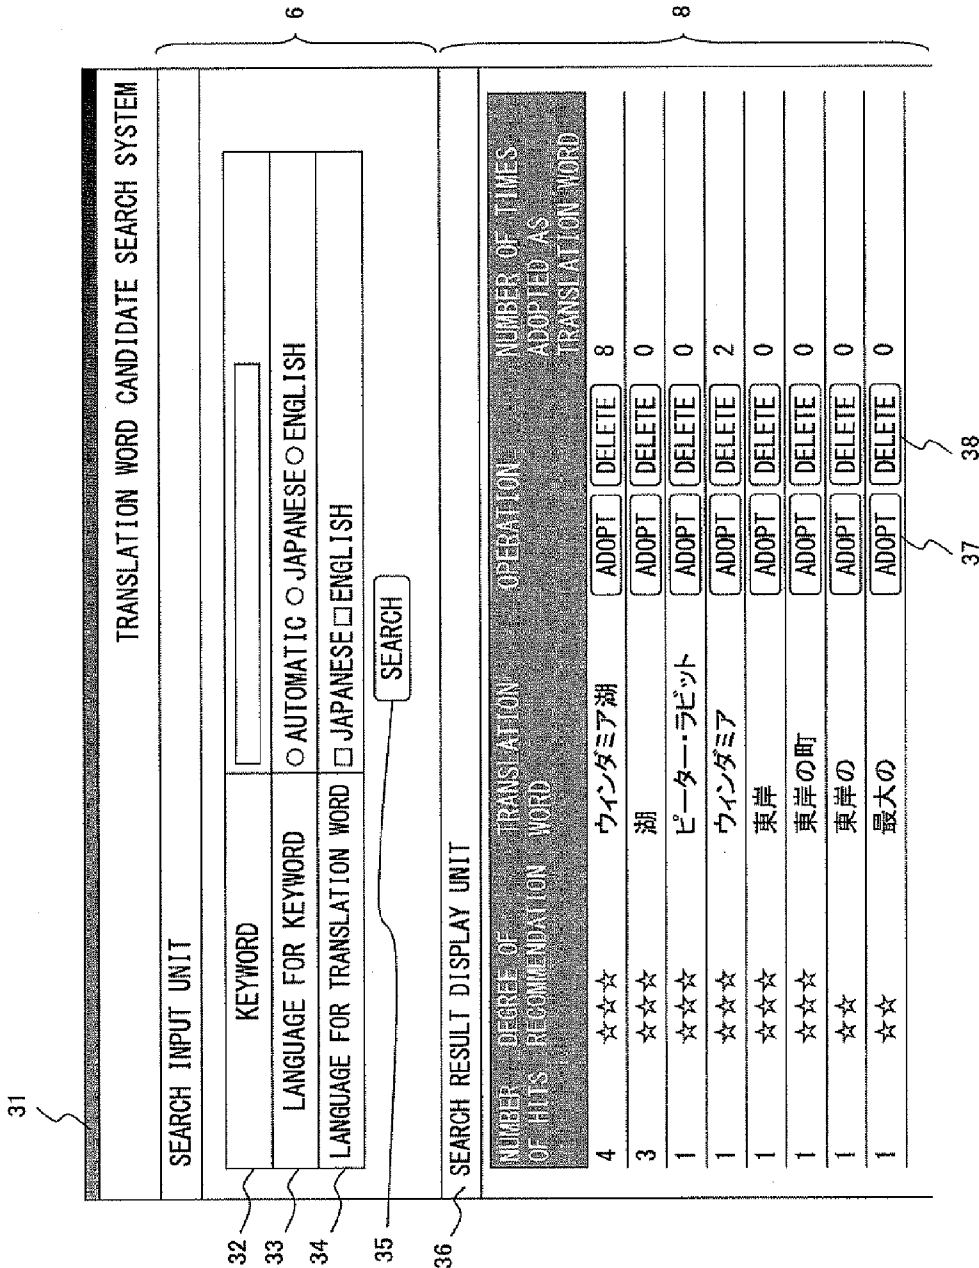 31
TRANSLATION WORD CANDIDATE SEARCH SYSTEM
SEARCH INPUT UNIT
6
32
KEYWORD
33
LANGUAGE FOR KEYWORD ○ AUTOMATIC ○ JAPANESE ○ ENGLISH
34
LANGUAGE FOR TRANSLATION WORD □ JAPANESE □ ENGLISH
35
SEARCH
36
SEARCH RESULT DISPLAY UNIT
8
NUMBER OF HITS DEGREE OF RECOMMENDATION TRANSLATION WORD OPERATION NUMBER OF TIMES ADOPTED AS TRANSLATION WORD
4 ☆☆☆ ウィンダミア湖 ADOPT DELETE 8
3 ☆☆☆ 湖 ADOPT DELETE 0
1 ☆☆☆ ピーター・ラビット ADOPT DELETE 0
1 ☆☆☆ ウィンダミア ADOPT DELETE 2
1 ☆☆☆ 東岸 ADOPT DELETE 0
1 ☆☆☆ 東岸の町 ADOPT DELETE 0
1 ☆☆ 東岸の ADOPT DELETE 0
1 ☆☆ 最大の ADOPT DELETE 0
37
38